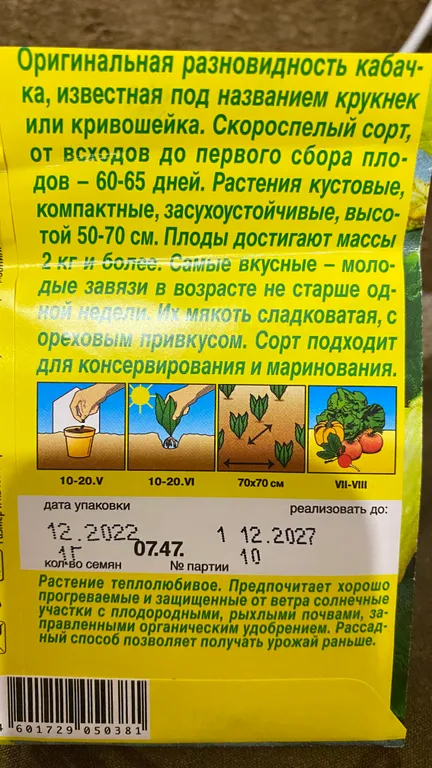 Оригинальная разновидность кабач-
ка, известная под названием крукнек
или кривошейка. Скороспелый сорт,
от всходов до первого сбора пло-
дов – 60-65 дней. Растения кустовые,
компактные, засухоустойчивые, высо-
той 50-70 см. Плоды достигают массы
2 кг и более. Самые вкусные – моло-
дые завязи в возрасте не старше од-
ной недели. Их мякоть сладковатая, с
ореховым привкусом. Сорт подходит
для консервирования и маринования.
10-20.V 10-20.VI 70x70 см VII-VIII
дата упаковки реализовать до:
12.2022 07.47. 1 12.2027
1Г 10
кол-во семян № партии
Растение теплолюбивое. Предпочитает хорошо
прогреваемые и защищенные от ветра солнечные
участки с плодородными, рыхлыми почвами, за-
правленными органическим удобрением. Рассад-
ный способ позволяет получать урожай раньше.
4 601729 050381